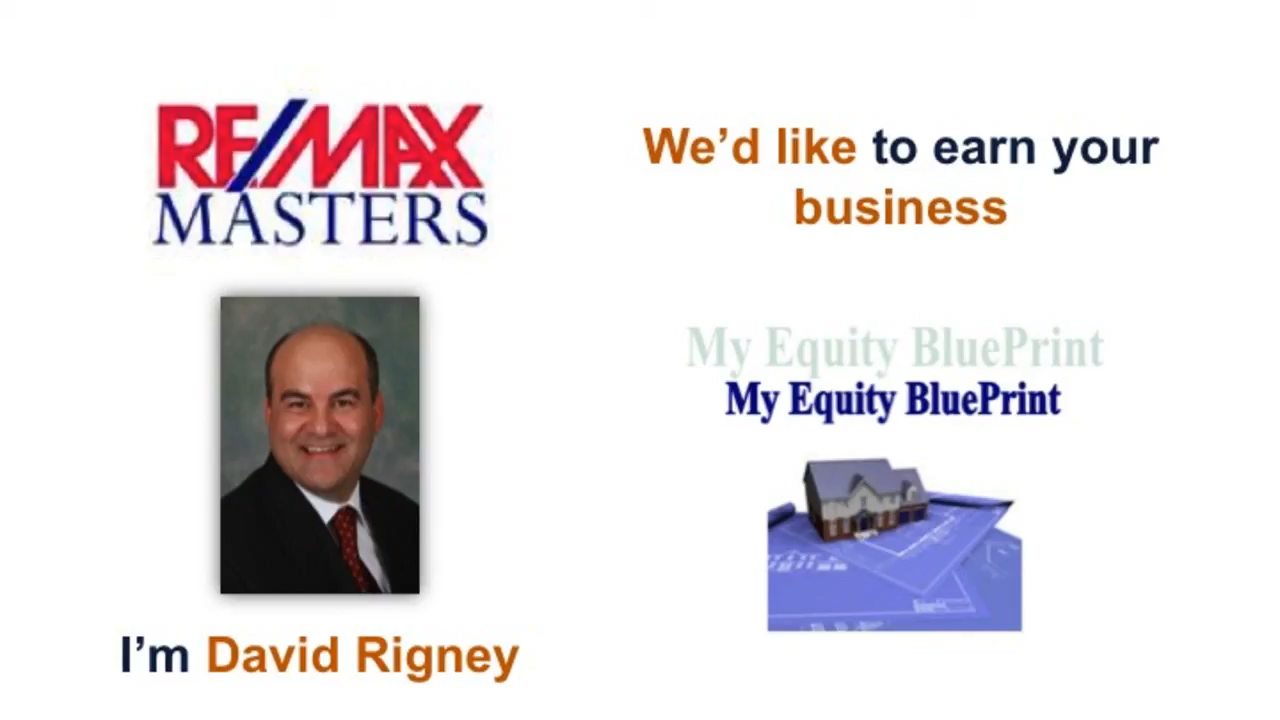 RE/MAX
MASTERS
I’m David Rigney
We’d like to earn your
business
My Equity BluePrint
My Equity BluePrint